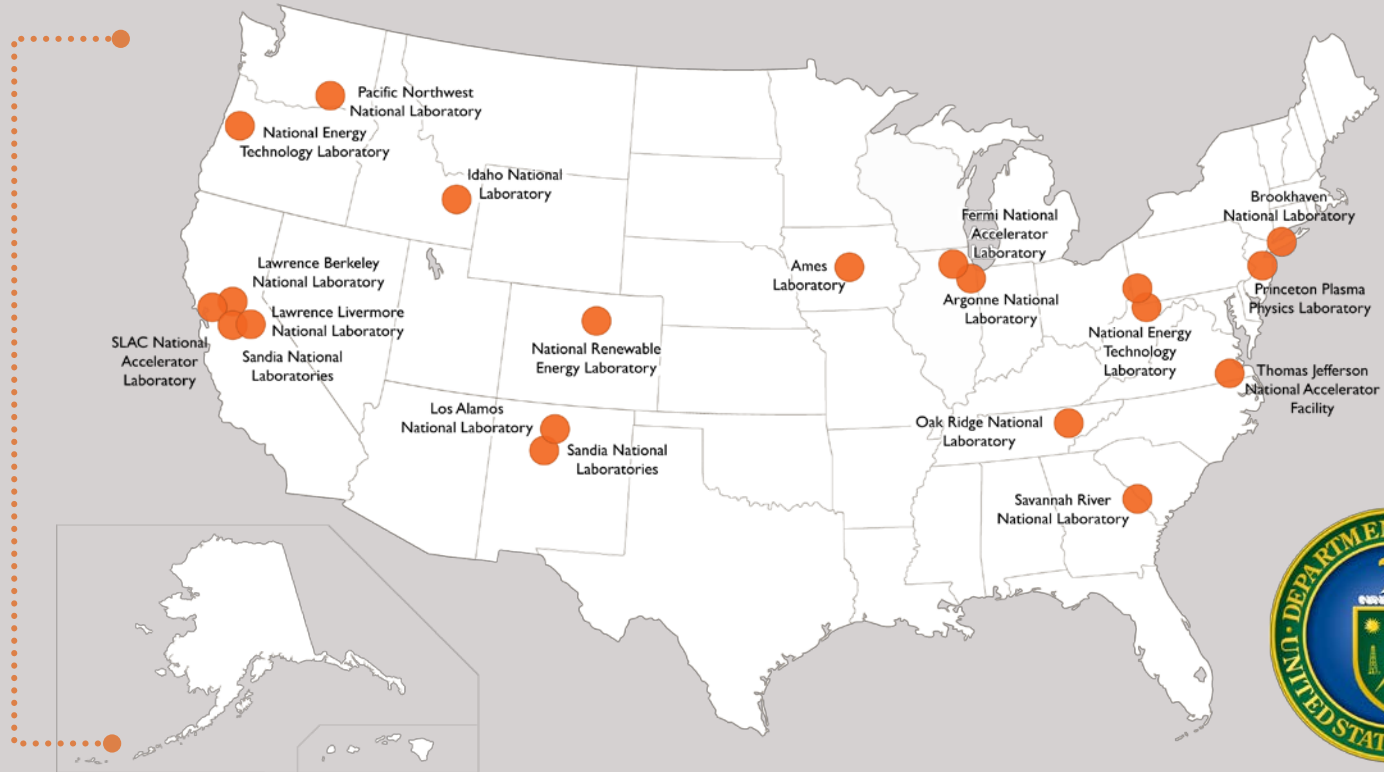 Pacific Northwest
National Laboratory
National Energy
Technology Laboratory
Idaho National
Laboratory
Lawrence Berkeley
National Laboratory
Lawrence Livermore
National Laboratory
SLAC National
Accelerator
Laboratory
Sandia National
Laboratories
National Renewable
Energy Laboratory
Los Alamos
National Laboratory
Sandia National
Laboratories
Ames
Laboratory
Fermi National
Accelerator
Laboratory
Argonne National
Laboratory
Brookhaven
National Laboratory
Princeton Plasma
Physics Laboratory
National Energy
Technology
Laboratory
Thomas Jefferson
National Accelerator
Facility
Oak Ridge National
Laboratory
Savannah River
National Laboratory
DEPARTME
UNITED STAT